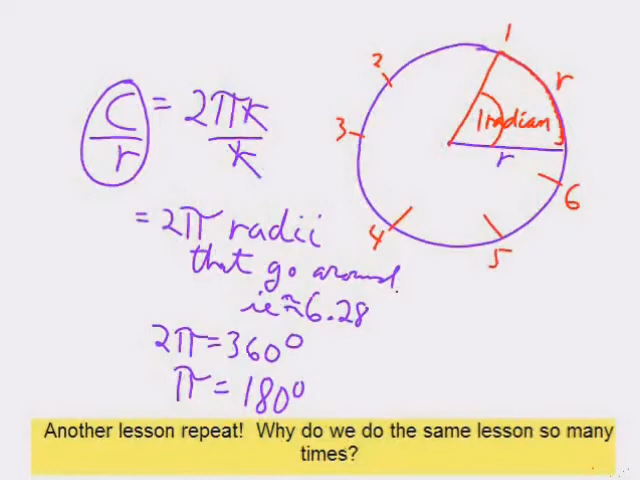 C/r = 2πr/r
= 2π radii
that go around.
ie ≈ 6.28
2π = 360°
π = 180°
1
2
3
4
5
6
r
1 radian
r
Another lesson repeat! Why do we do the same lesson so many
times?